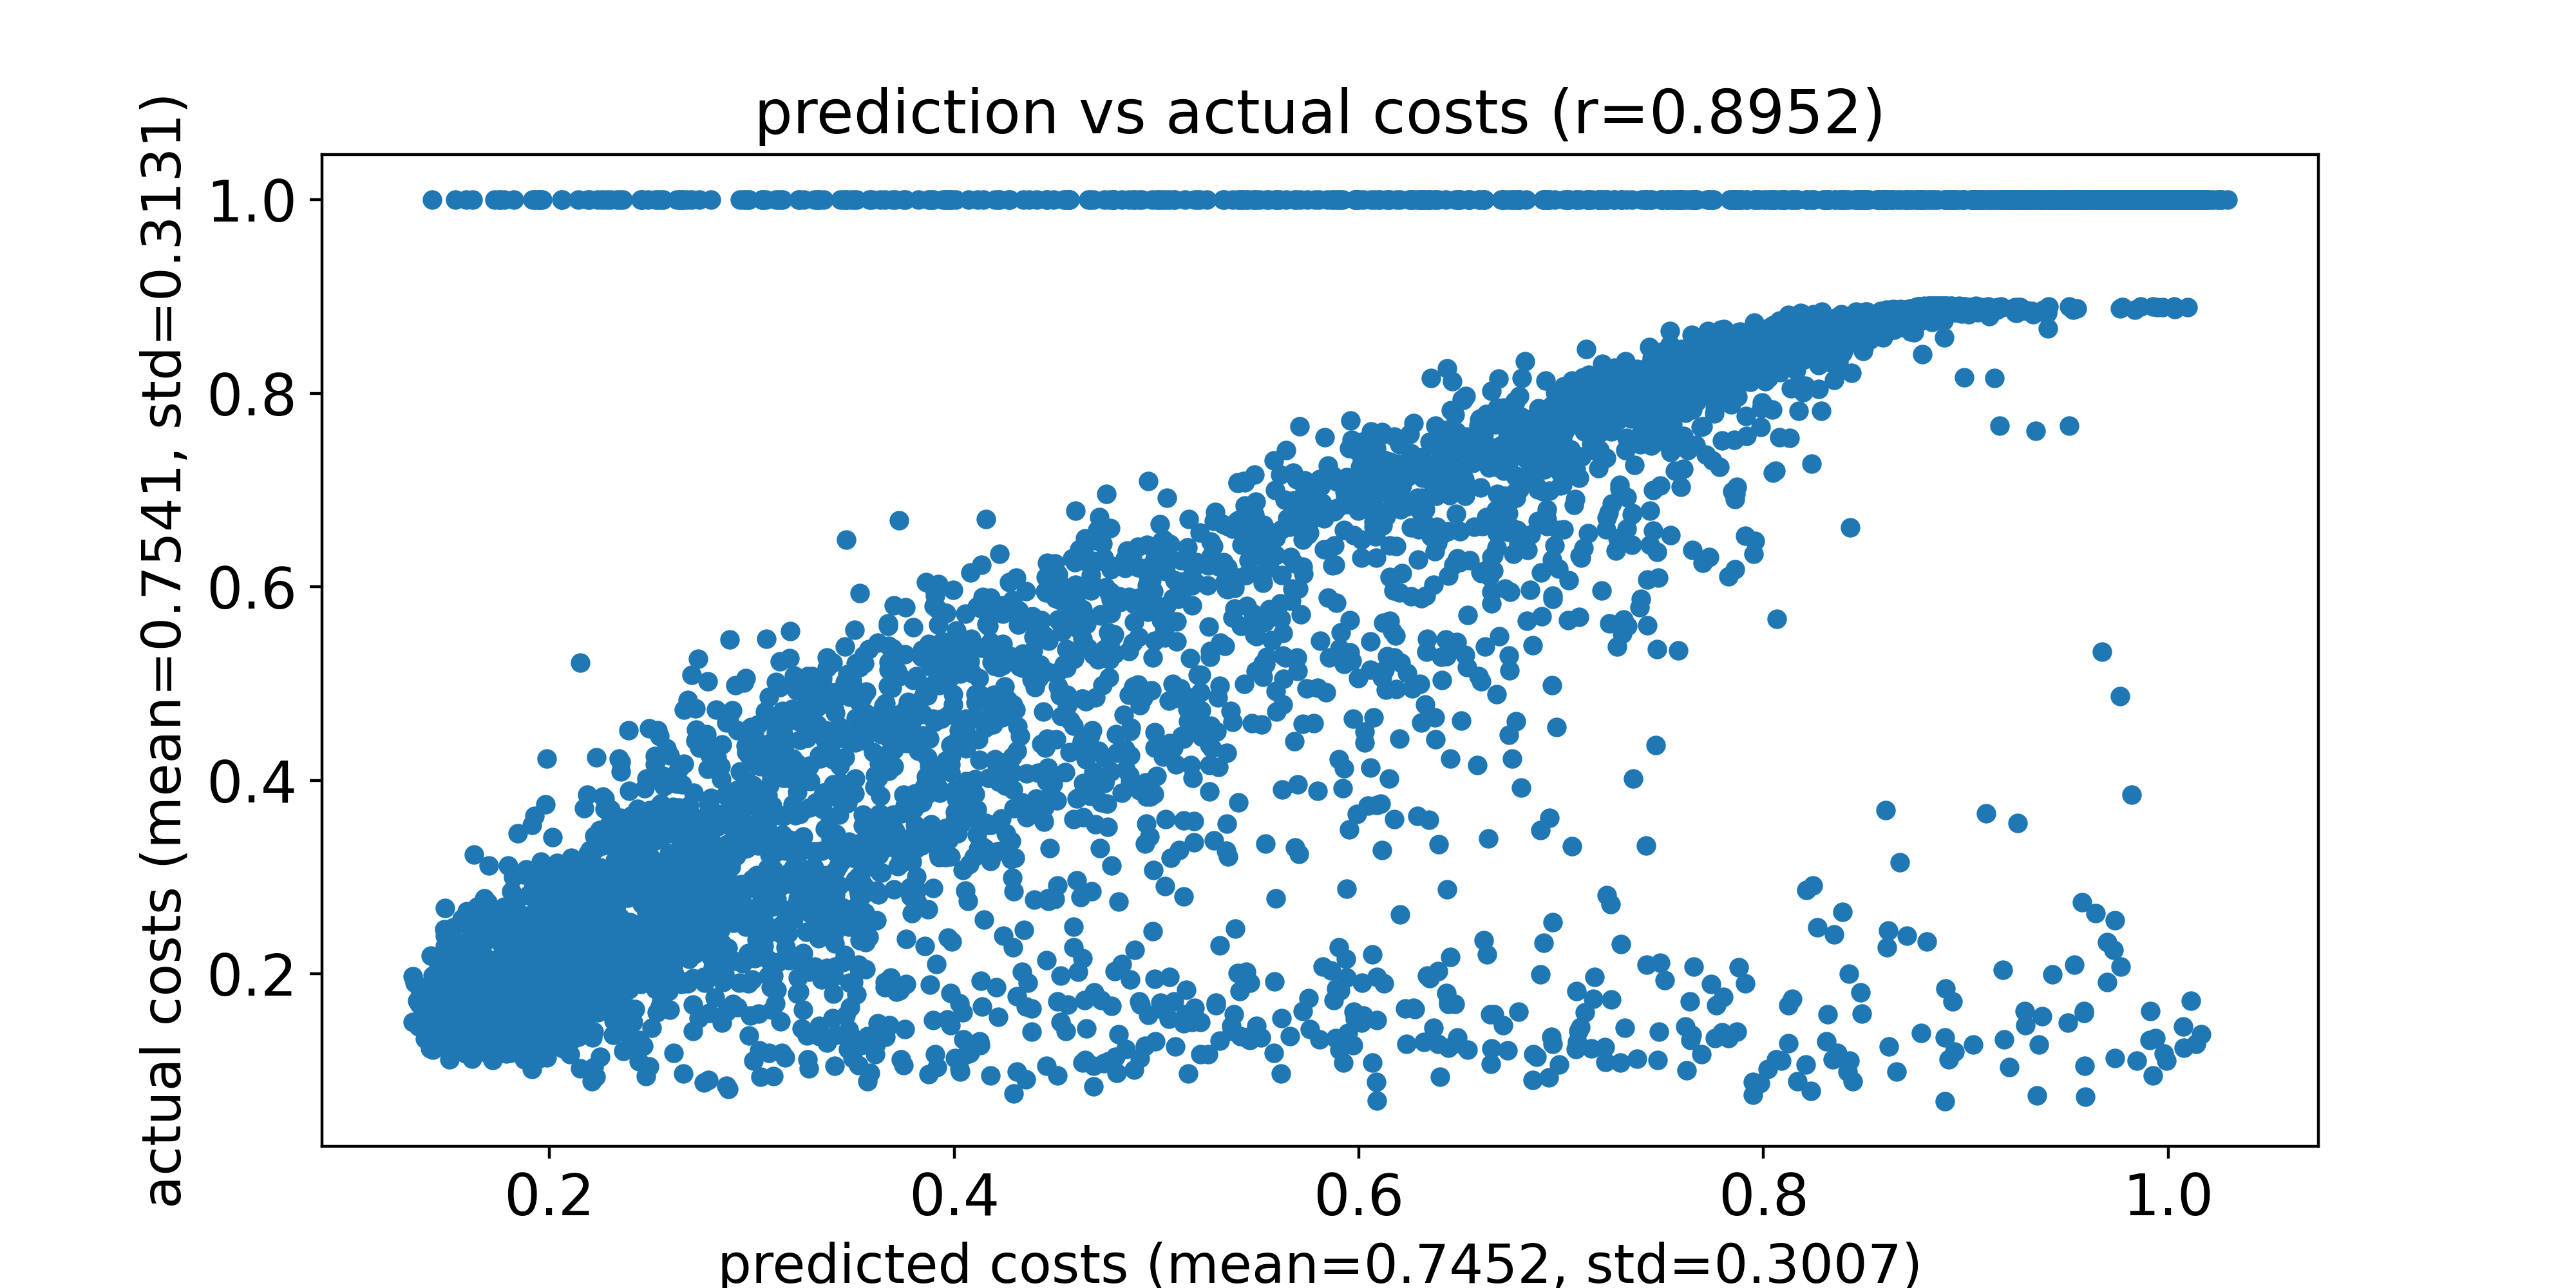 prediction vs actual costs (r=0.8952)
actual costs (mean=0.7541, std=0.3131)
1.0
0.8
0.6
0.4
0.2
0.2 0.4 0.6 0.8 1.0
predicted costs (mean=0.7452, std=0.3007)